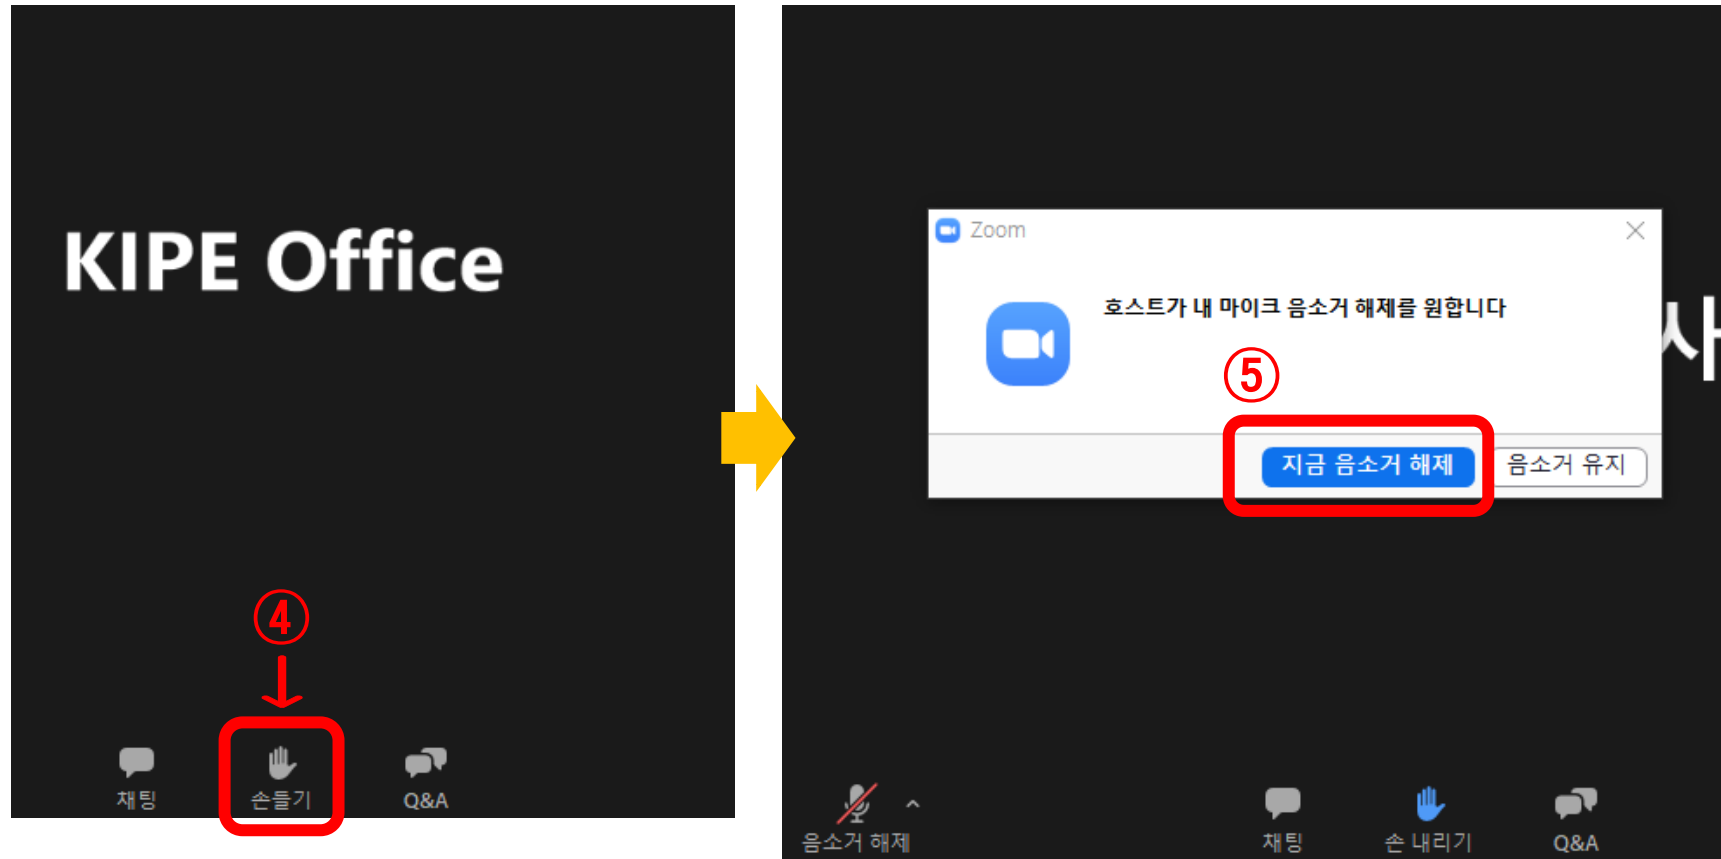 KIPE Office
④
채팅
손들기
Q&A
Zoom
호스트가 내 마이크 음소거 해제를 원합니다
사
⑤
지금 음소거 해제
음소거 유지
음소거 해제
채팅
손 내리기
Q&A